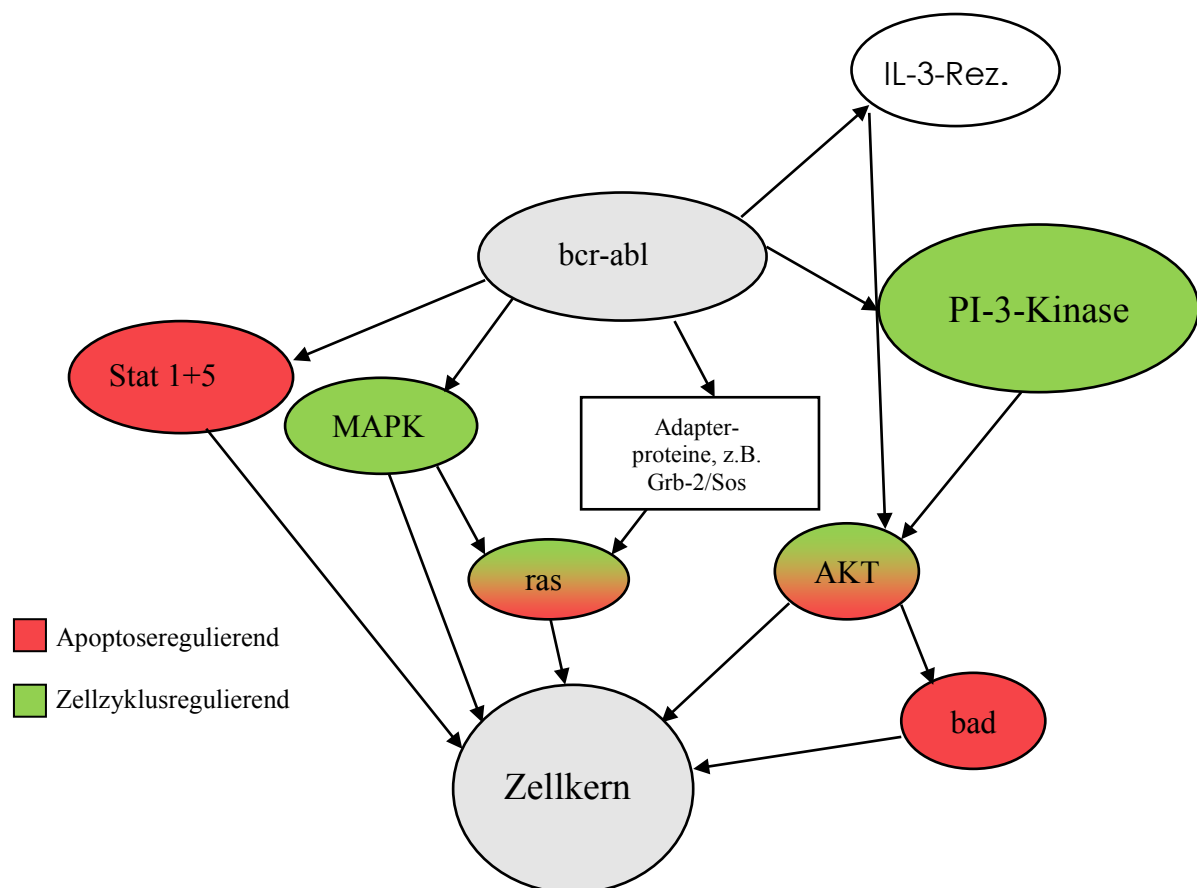 IL-3-Rez.
bcr-abl
PI-3-Kinase
Stat 1+5
MAPK
Adapter-
proteine, z.B.
Grb-2/Sos
ras
AKT
Apoptoseregulierend
Zellzyklusregulierend
bad
Zellkern